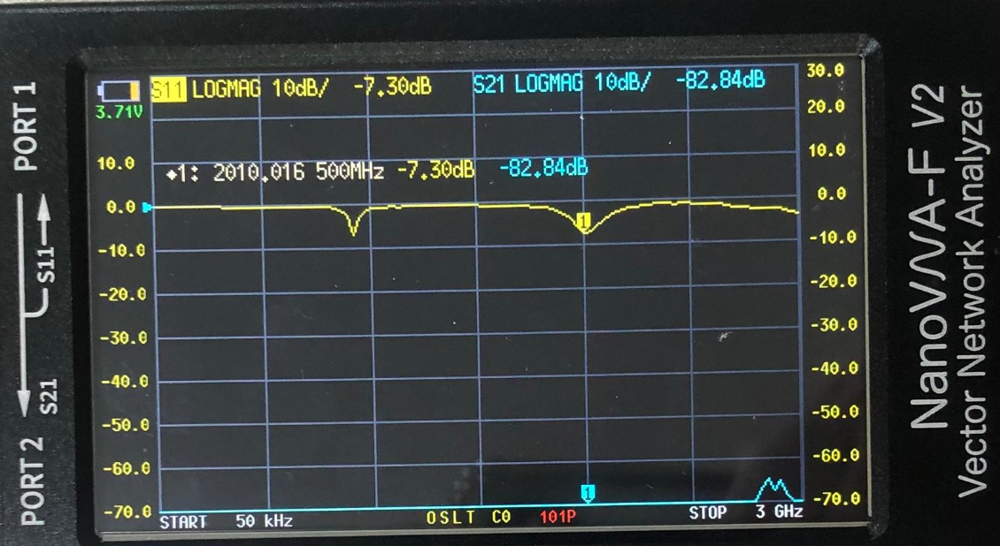 S11 LOGMAG 10dB/ -7.30dB S21 LOGMAG 10dB/ -82.84dB
3.71V
1: 2010.016 500MHz -7.30dB -82.84dB
10.0
0.0
-10.0
-20.0
-30.0
-40.0
-50.0
-60.0
-70.0
30.0
20.0
10.0
0.0
-10.0
-20.0
-30.0
-40.0
-50.0
-60.0
-70.0
1
1
START 50 kHz OSLT C0 101P STOP 3 GHz
PORT 1
S11
S21
PORT 2
NanoVNA-F V2
Vector Network Analyzer